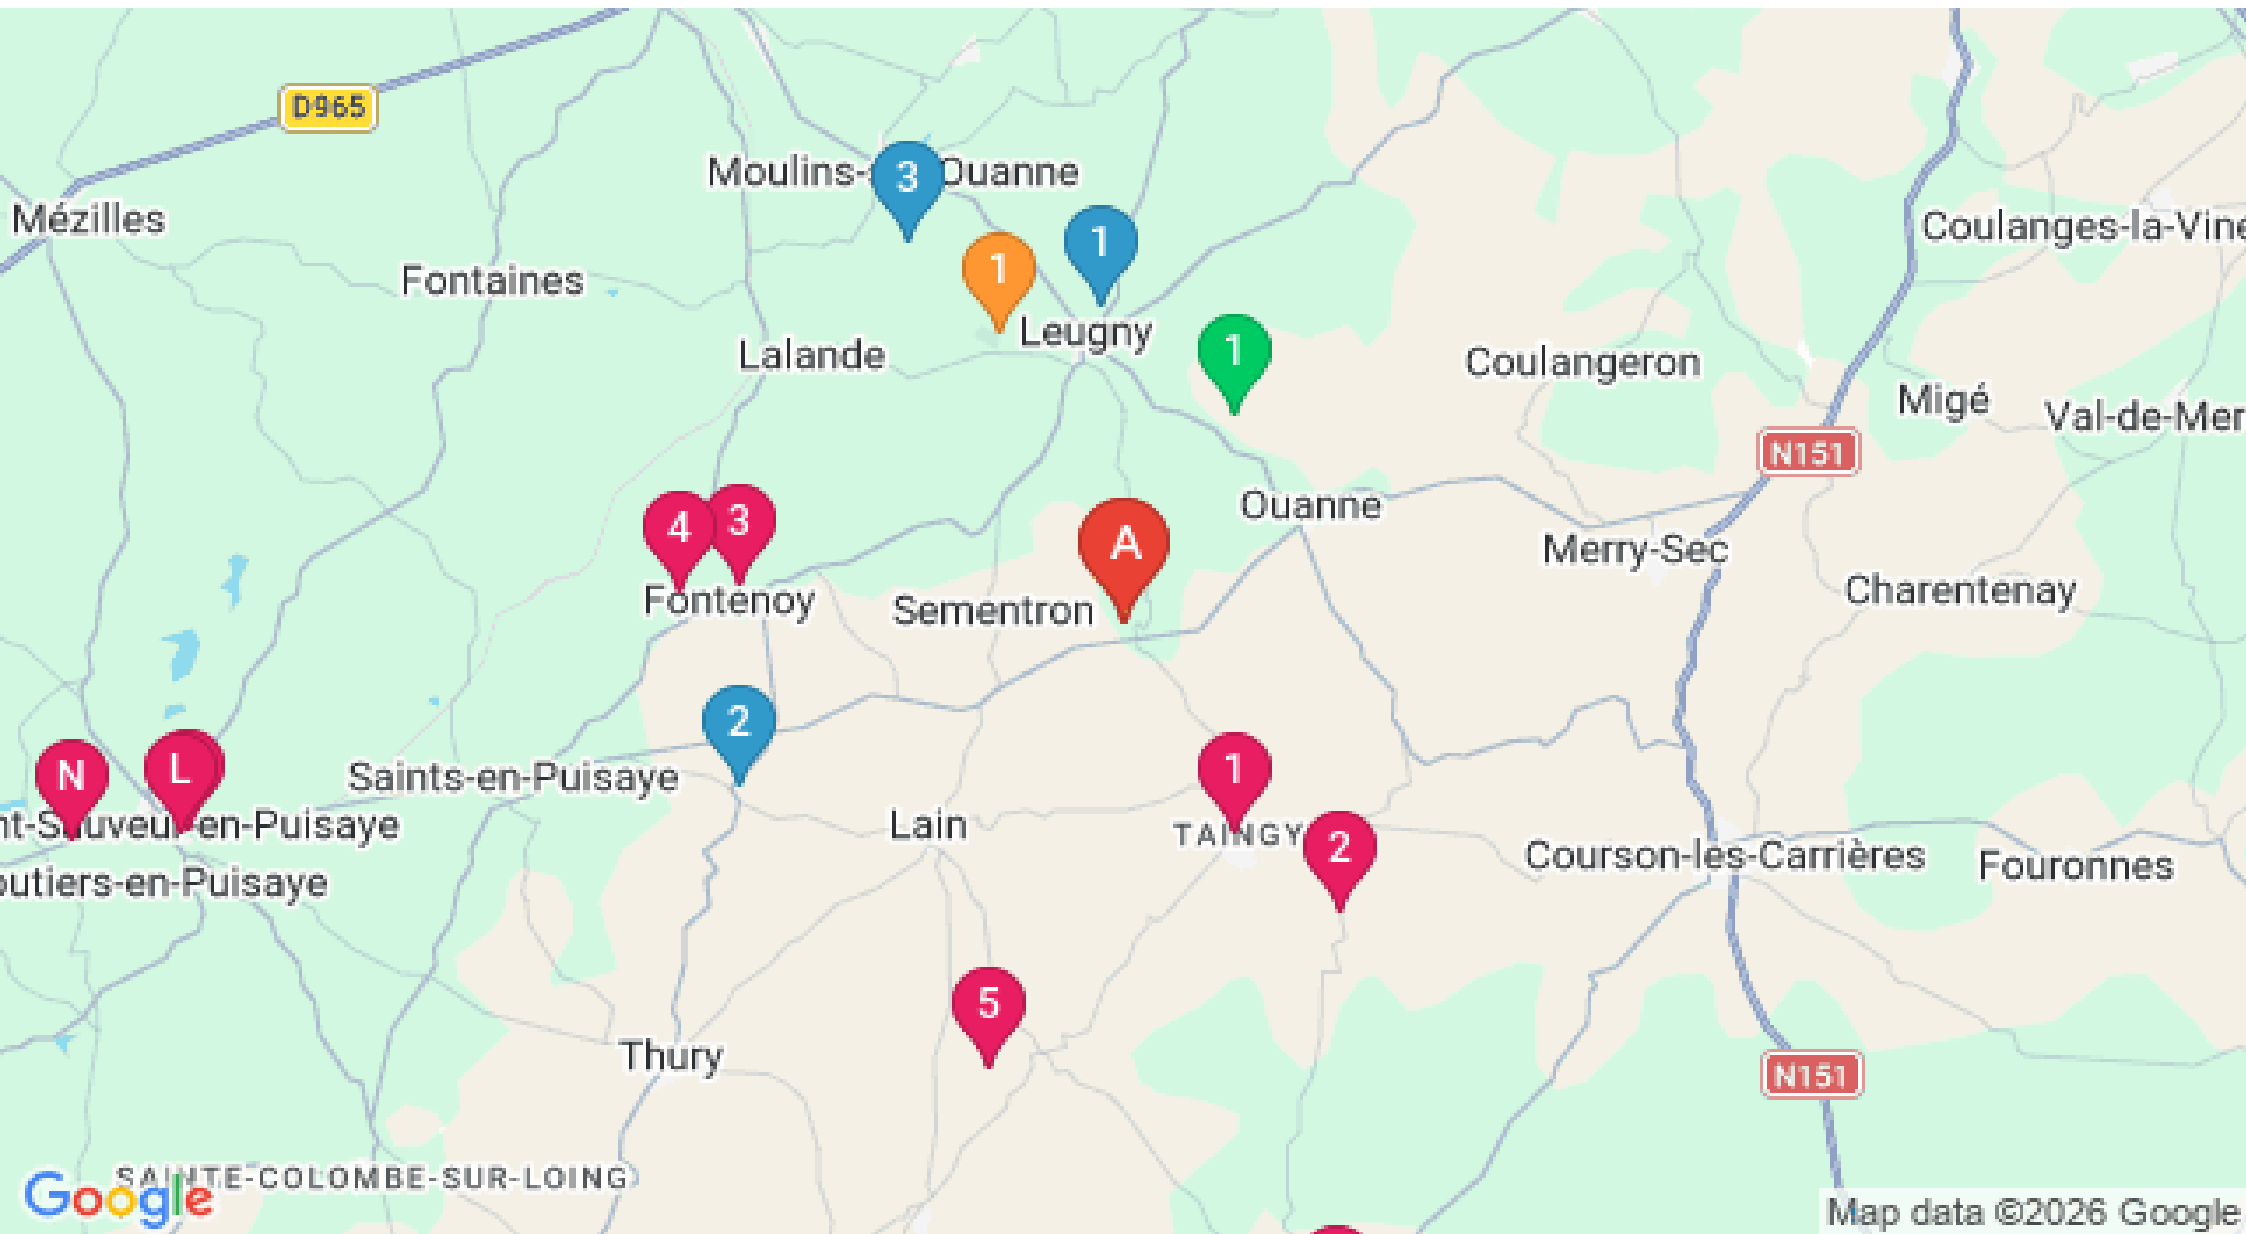 D965
Moulins-
3
Ouanne
Mézilles
1
Coulanges-la-Vine
1
Fontaines
Leugny
1
Lalande
Coulangeron
Migé
Val-de-Mer
N151
Ouanne
4
3
A
Merry-Sec
Charentenay
Fontenoy
Sementron
2
N
L
Saints-en-Puisaye
1
nt-Sauveur-en-Puisaye
Lain
TAINGY
2
Courson-les-Carrières
Fouronnes
outiers-en-Puisaye
5
Thury
N151
SAINTE-COLOMBE-SUR-LOING
Google
Map data ©2026 Google